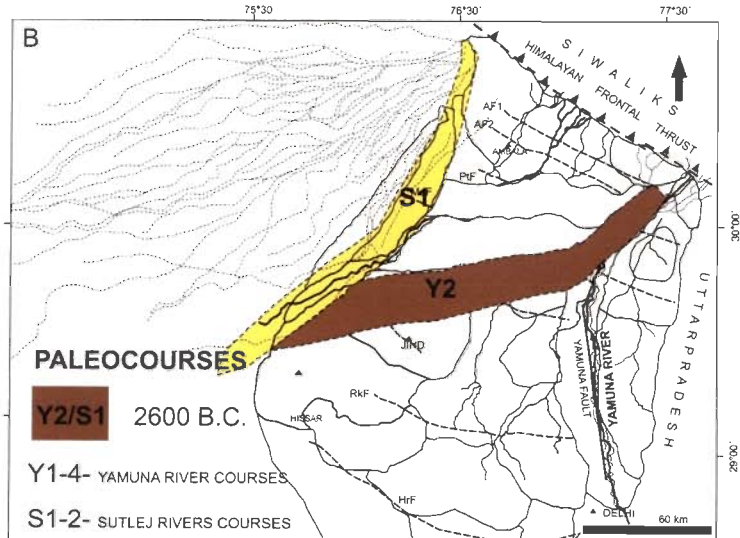 75°30
76°30
77°30
B
SIWALIKS
HIMALAYAN FRONTAL THRUST
AF1
AF2
AMBALA
PtF
S1
30°00
Y2
UTTARPRADESH
PALEOCOURSES
JIND
YAMUNA FAULT
YAMUNA RIVER
Y2/S1 2600 B.C.
RkF
HISSAR
29°00
Y1-4- YAMUNA RIVER COURSES
HrF
S1-2- SUTLEJ RIVERS COURSES
DELHI
60 km